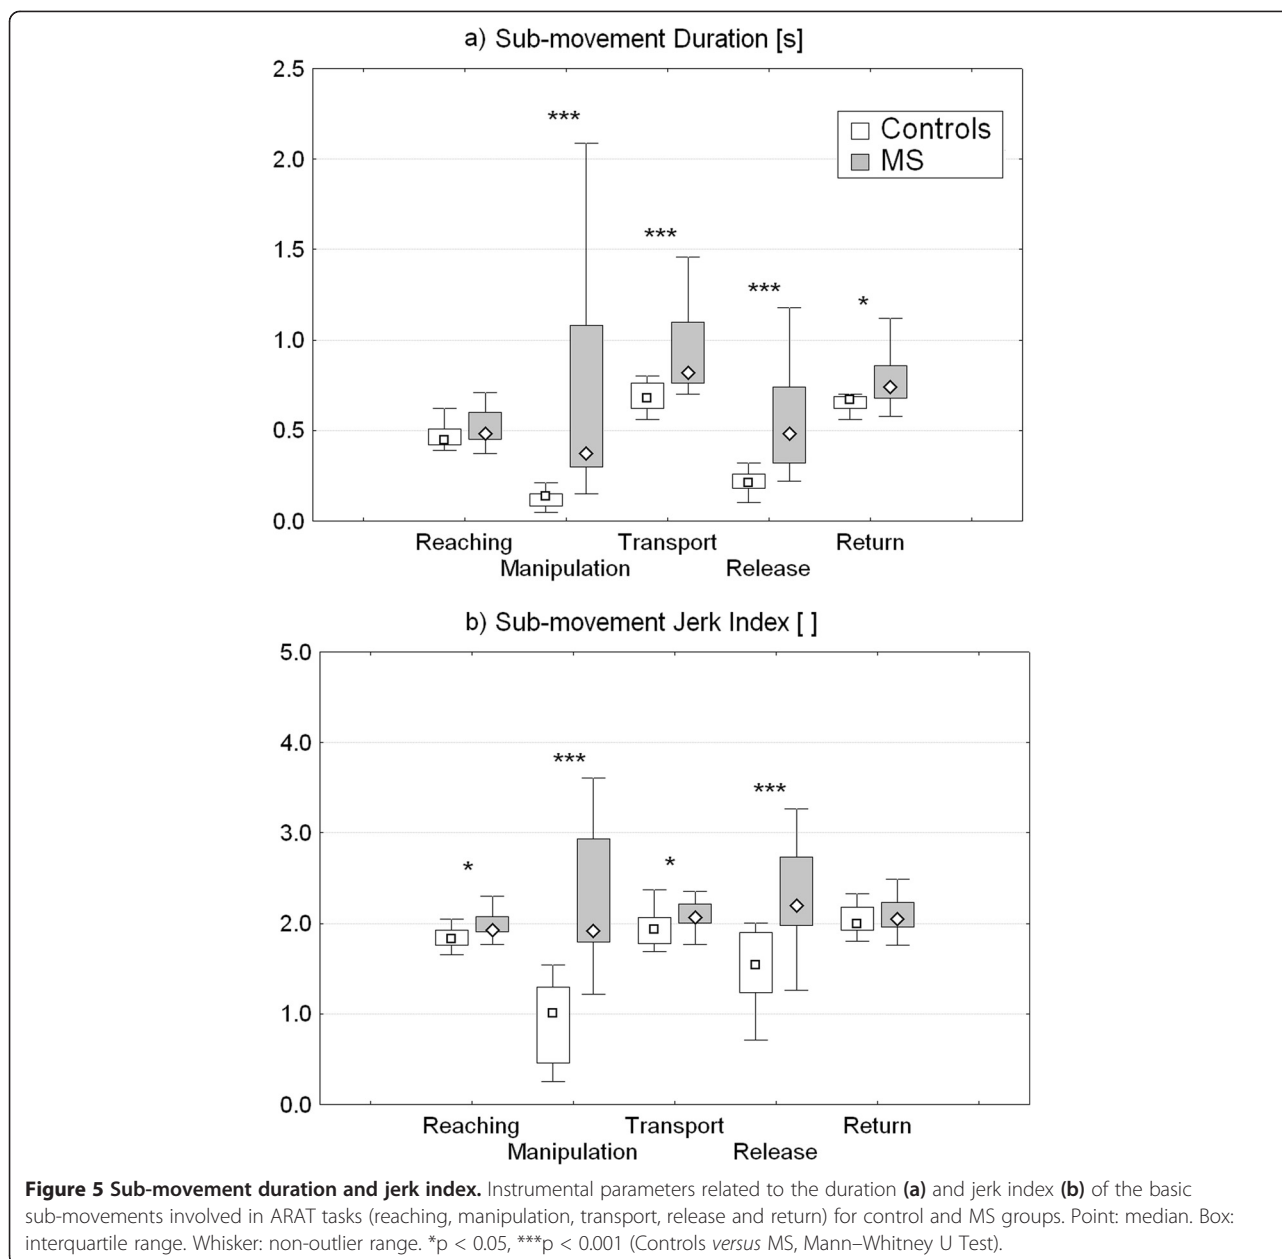 a) Sub-movement Duration [s]
2.5
***
Controls
2.0
MS
***
1.5
***
*
1.0
0.5
0.0
Reaching Transport Return
Manipulation Release
b) Sub-movement Jerk Index [ ]
5.0
4.0
***
***
3.0
* *
2.0
1.0
0.0
Reaching Transport Return
Manipulation Release
Figure 5 Sub-movement duration and jerk index. Instrumental parameters related to the duration (a) and jerk index (b) of the basic
sub-movements involved in ARAT tasks (reaching, manipulation, transport, release and return) for control and MS groups. Point: median. Box:
interquartile range. Whisker: non-outlier range. *p < 0.05, ***p < 0.001 (Controls versus MS, Mann–Whitney U Test).